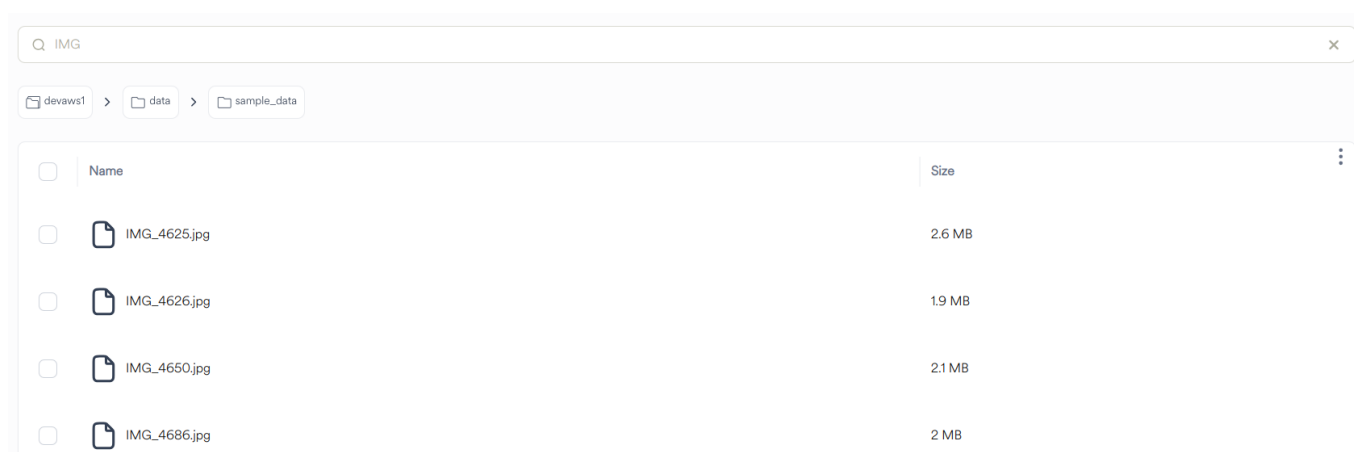 IMG
devaws1 > data > sample_data
Name Size
IMG_4625.jpg 2.6 MB
IMG_4626.jpg 1.9 MB
IMG_4650.jpg 2.1 MB
IMG_4686.jpg 2 MB